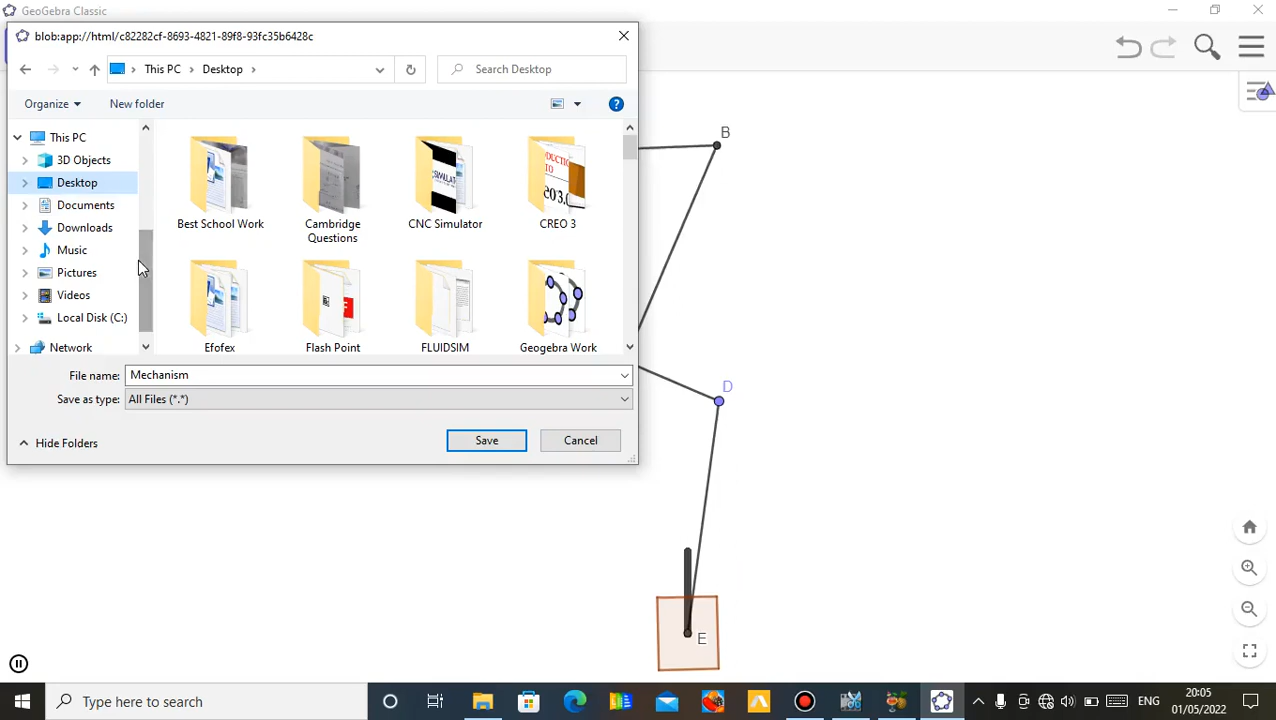 GeoGebra Classic
blob:app://html/c82282cf-8693-4821-89f8-93fc35b6428c
This PC > Desktop >
Search Desktop
Organize
New folder
This PC
3D Objects
Desktop
Documents
Downloads
Music
Pictures
Videos
Local Disk (C:)
Network
Best School Work
Cambridge
Questions
CNC Simulator
CREO 3
Efofex
Flash Point
FLUIDSIM
Geogebra Work
File name: Mechanism
Save as type: All Files (*.*)
Hide Folders
Save
Cancel
B
D
E
Type here to search
ENG
20:05
01/05/2022